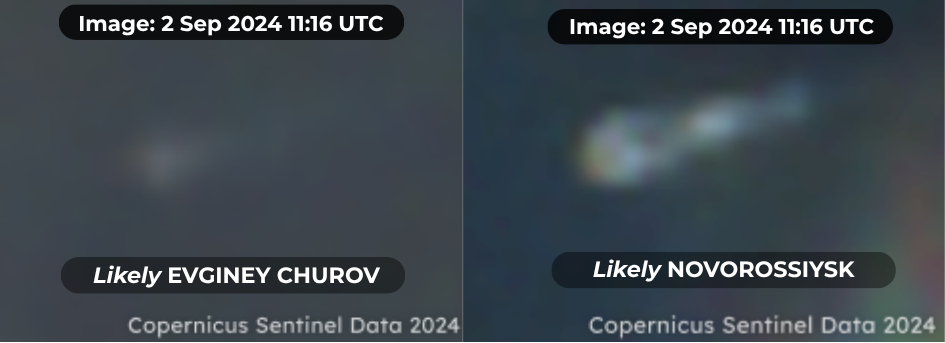 Image: 2 Sep 2024 11:16 UTC
Likely EVGINEY CHUROV
Copernicus Sentinel Data 2024
Image: 2 Sep 2024 11:16 UTC
Likely NOVOROSSIYSK
Copernicus Sentinel Data 2024